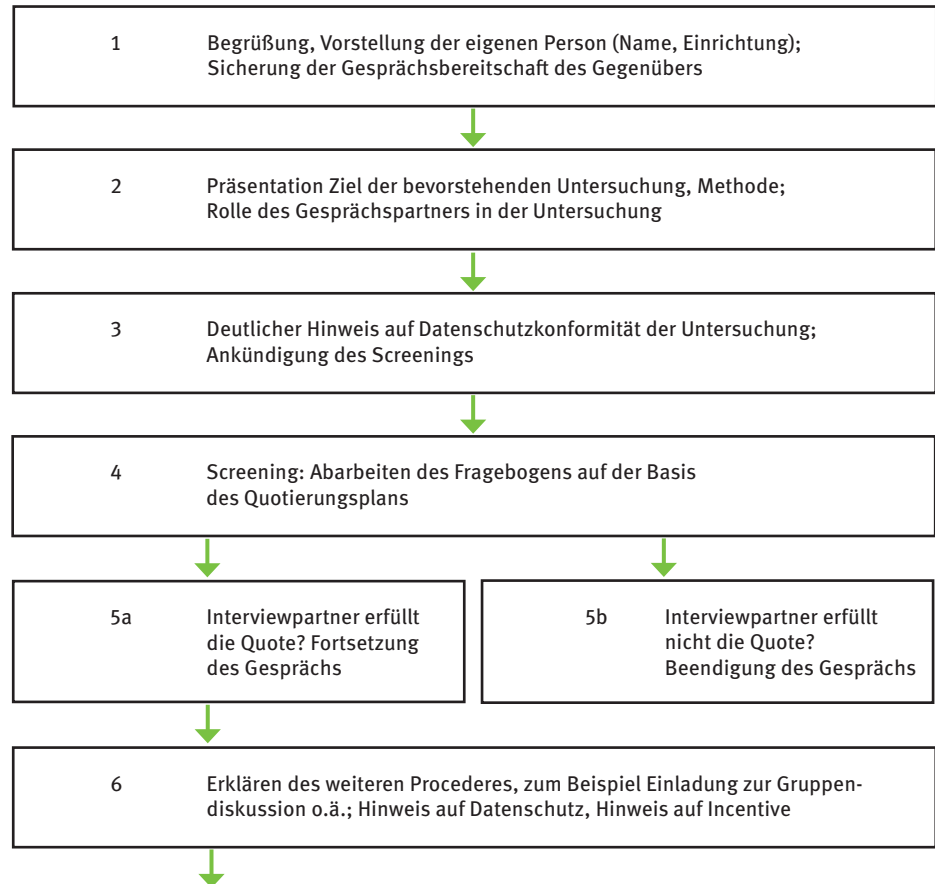 1 Begrüßung, Vorstellung der eigenen Person (Name, Einrichtung);
Sicherung der Gesprächsbereitschaft des Gegenübers
2 Präsentation Ziel der bevorstehenden Untersuchung, Methode;
Rolle des Gesprächspartners in der Untersuchung
3 Deutlicher Hinweis auf Datenschutzkonformität der Untersuchung;
Ankündigung des Screenings
4 Screening: Abarbeiten des Fragebogens auf der Basis
des Quotierungsplans
5a Interviewpartner erfüllt
die Quote? Fortsetzung
des Gesprächs
5b Interviewpartner erfüllt
nicht die Quote?
Beendigung des Gesprächs
6 Erklären des weiteren Procederes, zum Beispiel Einladung zur Gruppen-
diskussion o.ä.; Hinweis auf Datenschutz, Hinweis auf Incentive